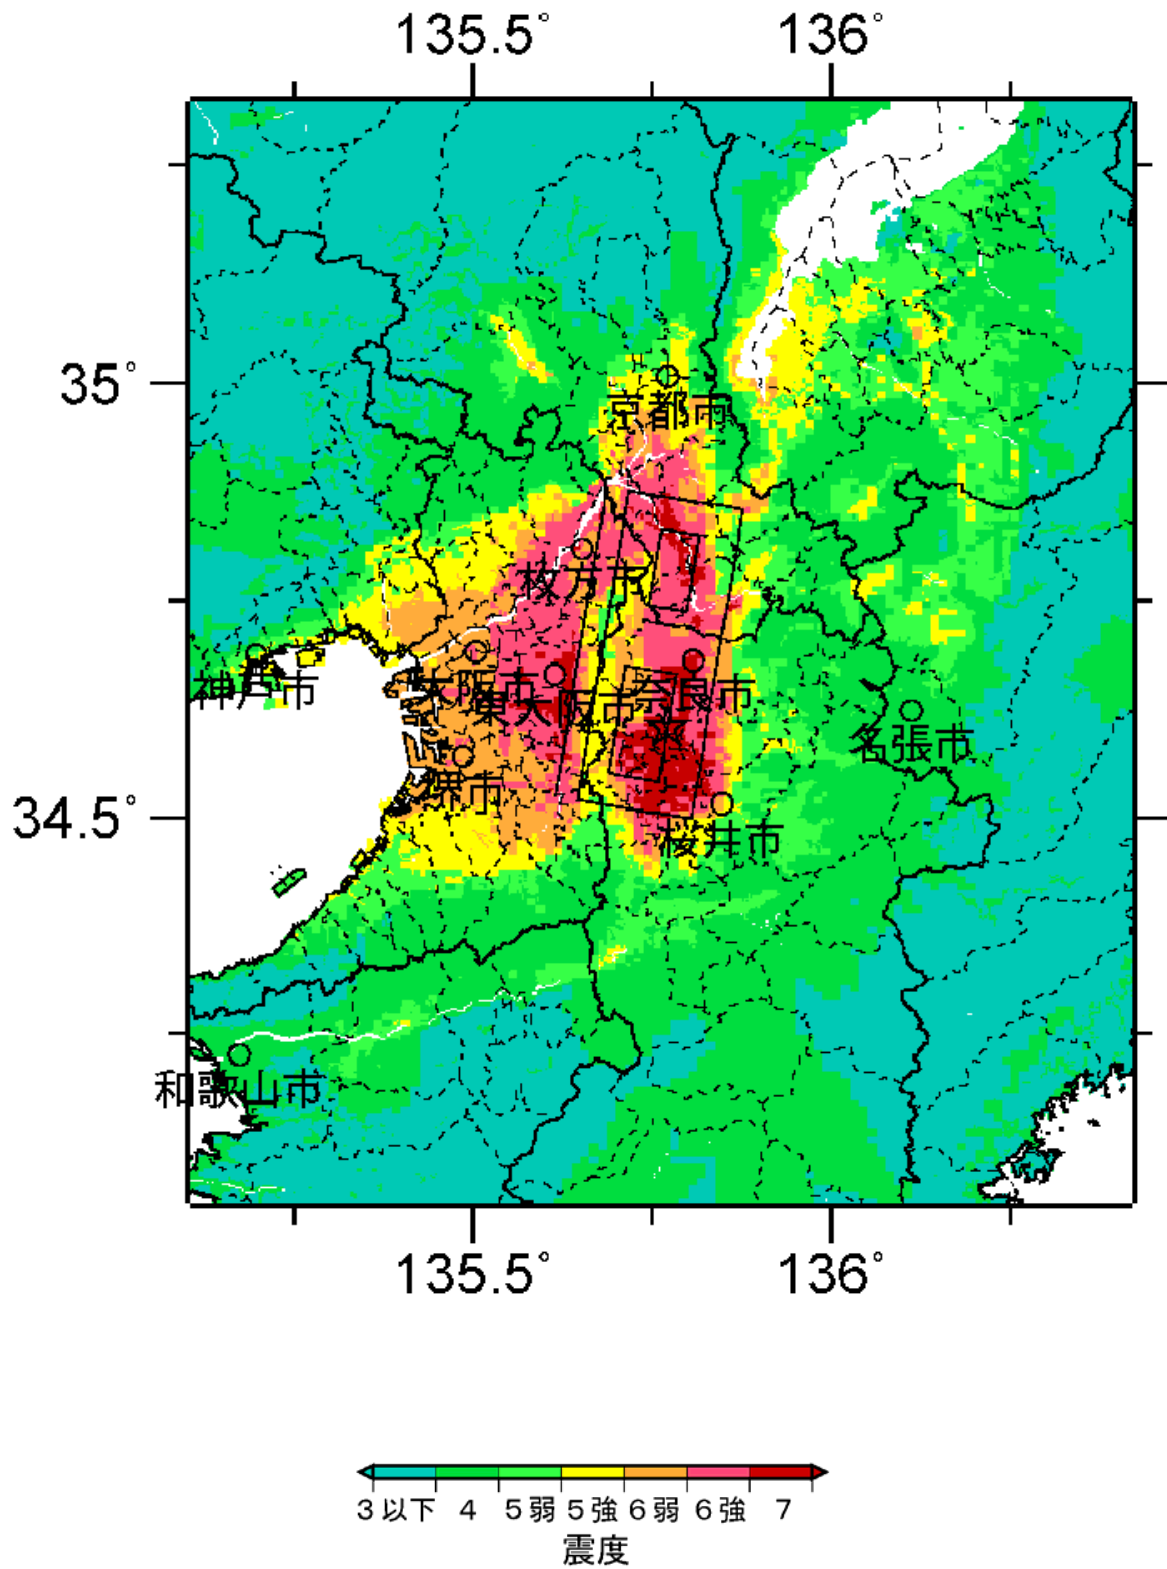 135.5° 136°
35°
京都市
枚方市
神戸市 大阪市 東大阪市 奈良市
名張市
堺市
34.5°
桜井市
和歌山市
135.5° 136°
3以下 4 5弱 5強 6弱 6強 7
震度